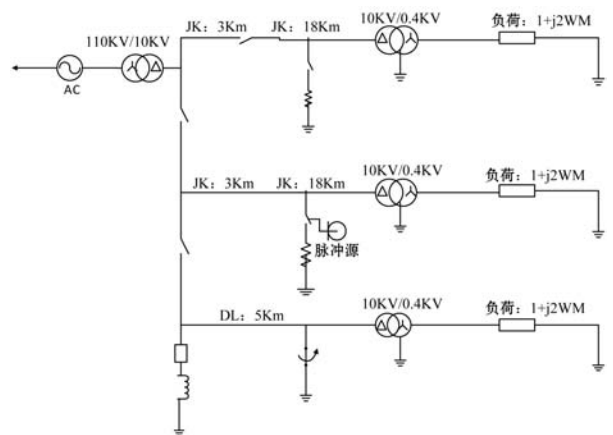 JK：3Km
JK：18Km
10KV/0.4KV
负荷：1+j2WM
110KV/10KV
AC
JK：3Km
JK：18Km
10KV/0.4KV
负荷：1+j2WM
脉冲源
DL：5Km
10KV/0.4KV
负荷：1+j2WM